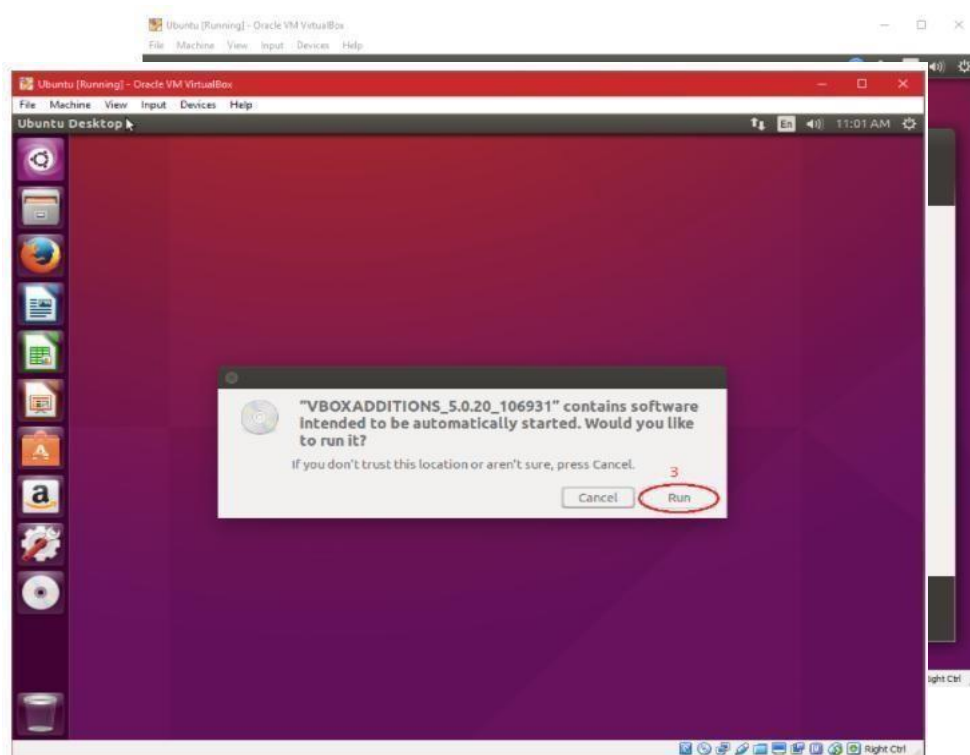 Ubuntu [Running] - Oracle VM VirtualBox
File Machine View Input Devices Help
Ubuntu [Running] - Oracle VM VirtualBox
File Machine View Input Devices Help
Ubuntu Desktop En 11:01 AM
"VBOXADDITIONS_5.0.20_106931" contains software
intended to be automatically started. Would you like
to run it?
If you don't trust this location or aren't sure, press Cancel.
3
Cancel Run
a
ight Ctrl
Right Ctrl